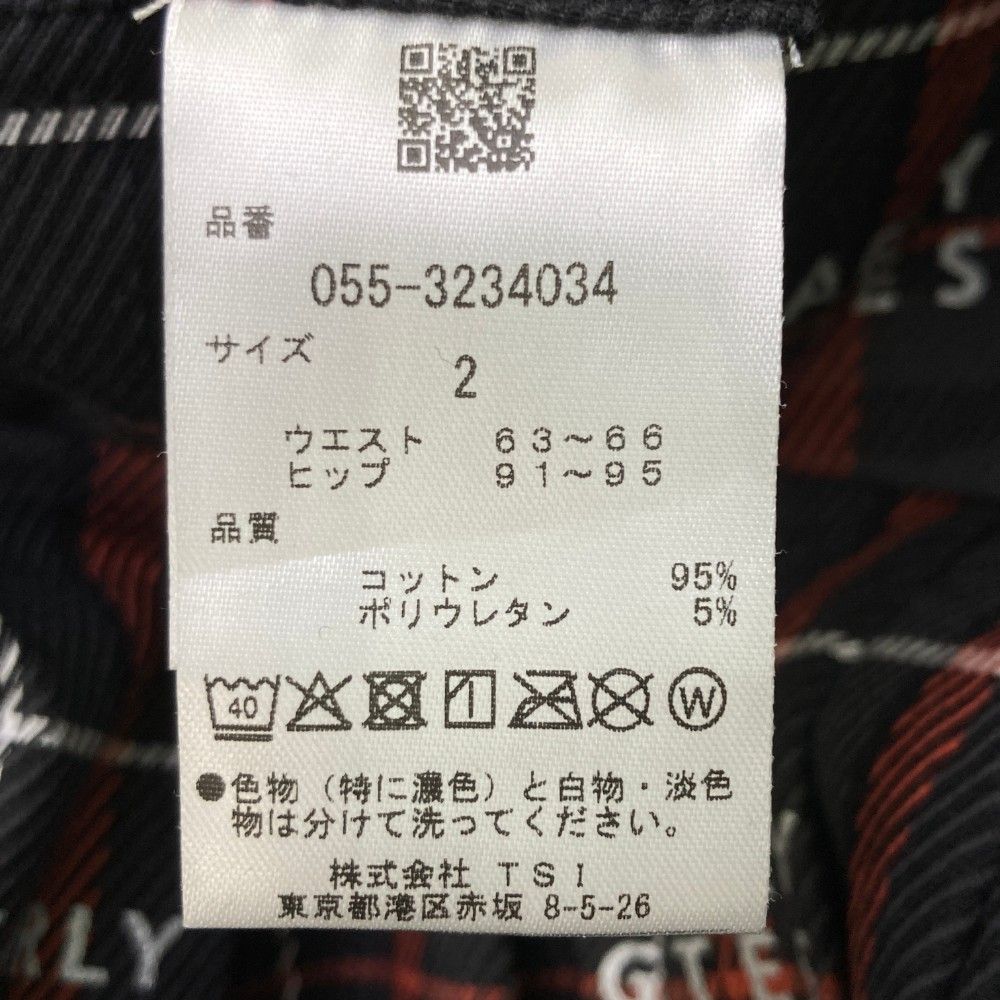 品番
055-3234034
サイズ
2
ウエスト 63~66
ヒップ 91~95
品質
コットン 95%
ポリウレタン 5%
40
W
●色物(特に濃色)と白物・淡色
物は分けて洗ってください。
株式会社 TSI
東京都港区赤坂 8-5-26